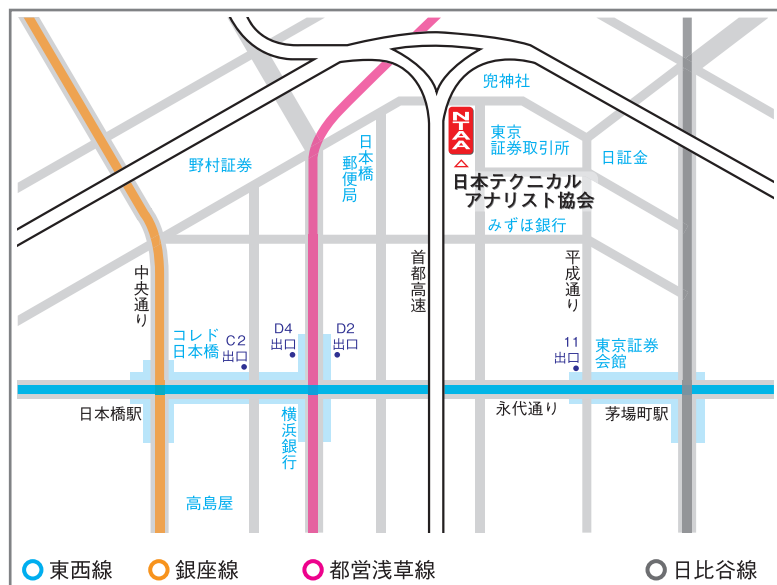 兜神社
NTAA
東京
証券取引所
日証金
野村証券
日本橋
郵便局
日本テクニカル
アナリスト協会
みずほ銀行
中央通り
首都高速
平成通り
コレド
日本橋
C2
出口
D4
出口
D2
出口
11
出口
東京証券
会館
日本橋駅
横浜銀行
永代通り
茅場町駅
高島屋
東西線
銀座線
都営浅草線
日比谷線